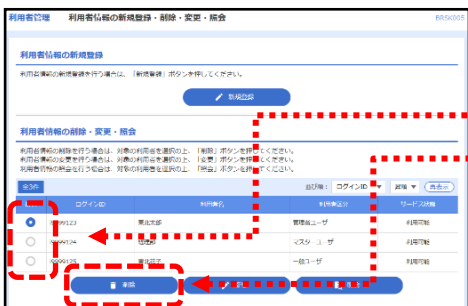 利用者管理 利用者情報の新規登録・削除・変更・照会 BRSK005
利用者情報の新規登録
利用者情報の新規登録を行う場合は、「新規登録」ボタンを押してください。
新規登録
利用者情報の削除・変更・照会
利用者情報の削除を行う場合は、対象の利用者を選択の上、「削除」ボタンを押してください。
利用者情報の変更を行う場合は、対象の利用者を選択の上、「変更」ボタンを押してください。
利用者情報の照会を行う場合は、対象の利用者を選択の上、「照会」ボタンを押してください。
全3件 並び順: ログインID 昇順 再表示
ログインID 利用者名 利用者区分 サービス状態
9999123 東北太郎 管理者ユーザ 利用可能
9999124 マスターユーザ 利用可能
9999125 東北花子 一般ユーザ 利用可能
削除